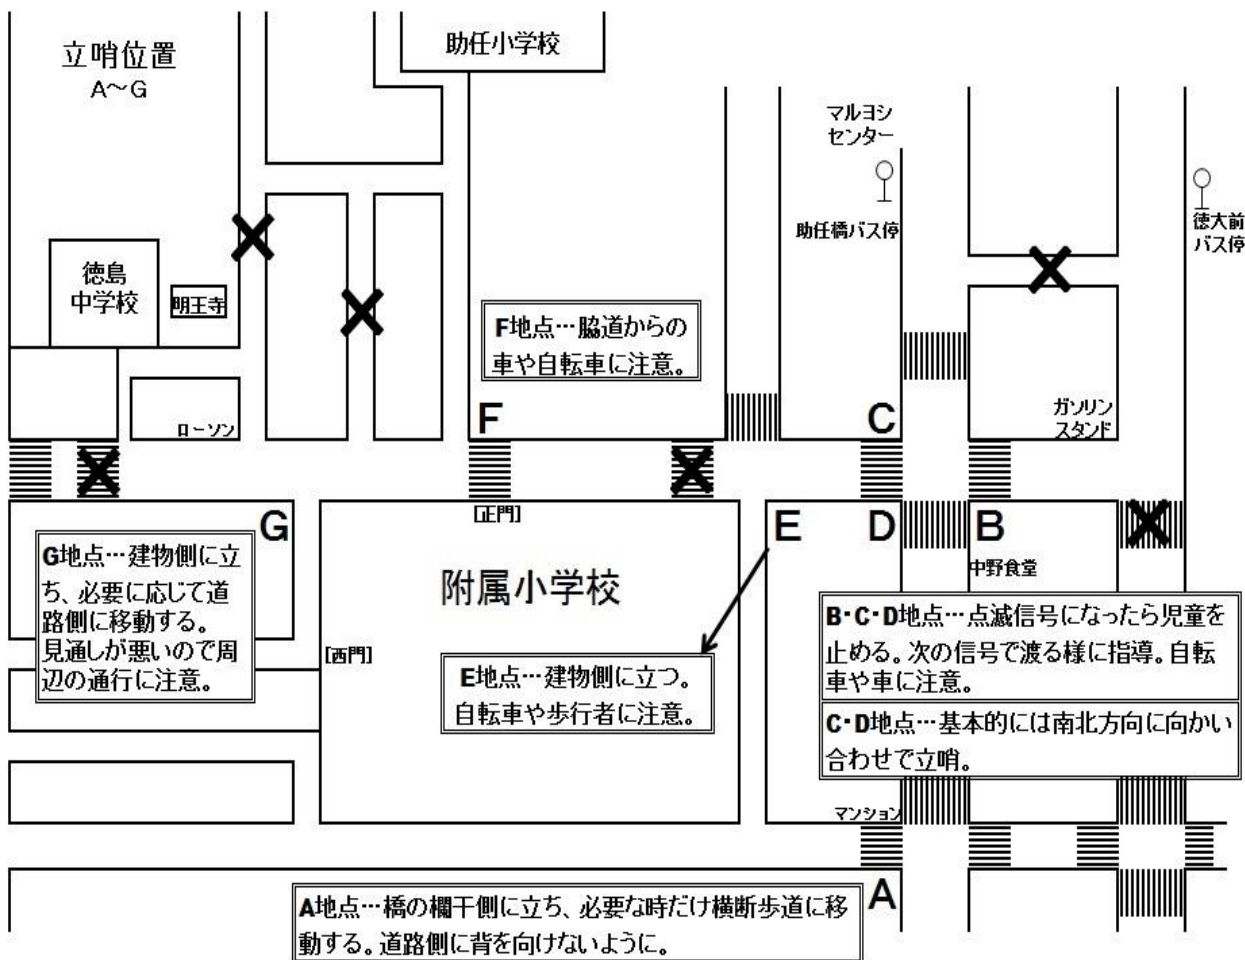 立哨位置
A～G
助任小学校
マルヨシ
センター
助任橋バス停
徳大前
バス停
徳島
中学校
明王寺
F地点…脇道からの
車や自転車に注意。
ローソン
F
C
ガソリン
スタンド
[正門]
G
E
D
B
中野食堂
G地点…建物側に立
ち、必要に応じて道
路側に移動する。
見通しが悪いので周
辺の通行に注意。
附属小学校
[西門]
E地点…建物側に立つ。
自転車や歩行者に注意。
B・C・D地点…点滅信号になったら児童を
止める。次の信号で渡る様に指導。自転
車や車に注意。
C・D地点…基本的には南北方向に向かい
合わせで立哨。
マンション
A地点…橋の欄干側に立ち、必要な時だけ横断歩道に移
動する。道路側に背を向けないように。
A